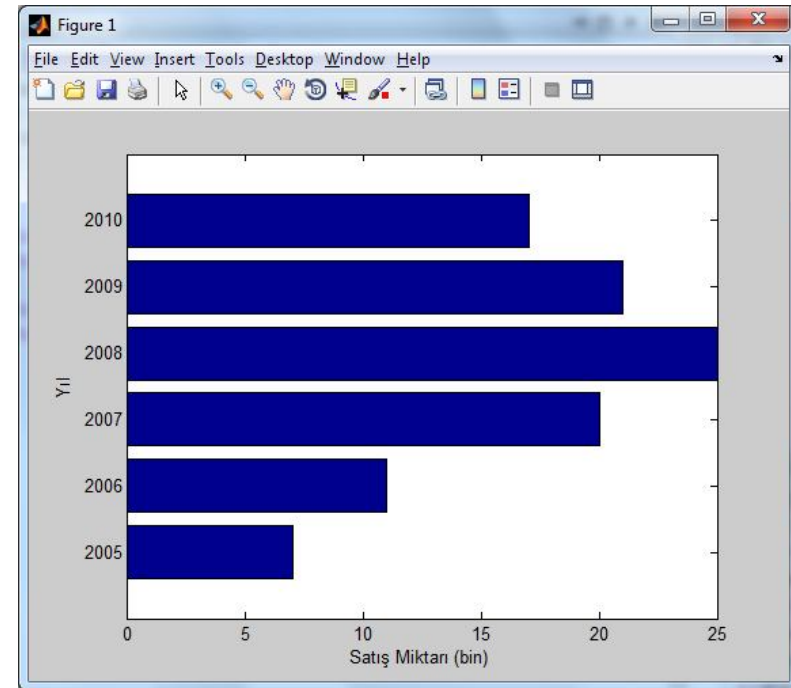 Figure 1
File Edit View Insert Tools Desktop Window Help
2010
2009
2008
2007
2006
2005
Yıl
0 5 10 15 20 25
Satış Miktarı (bin)